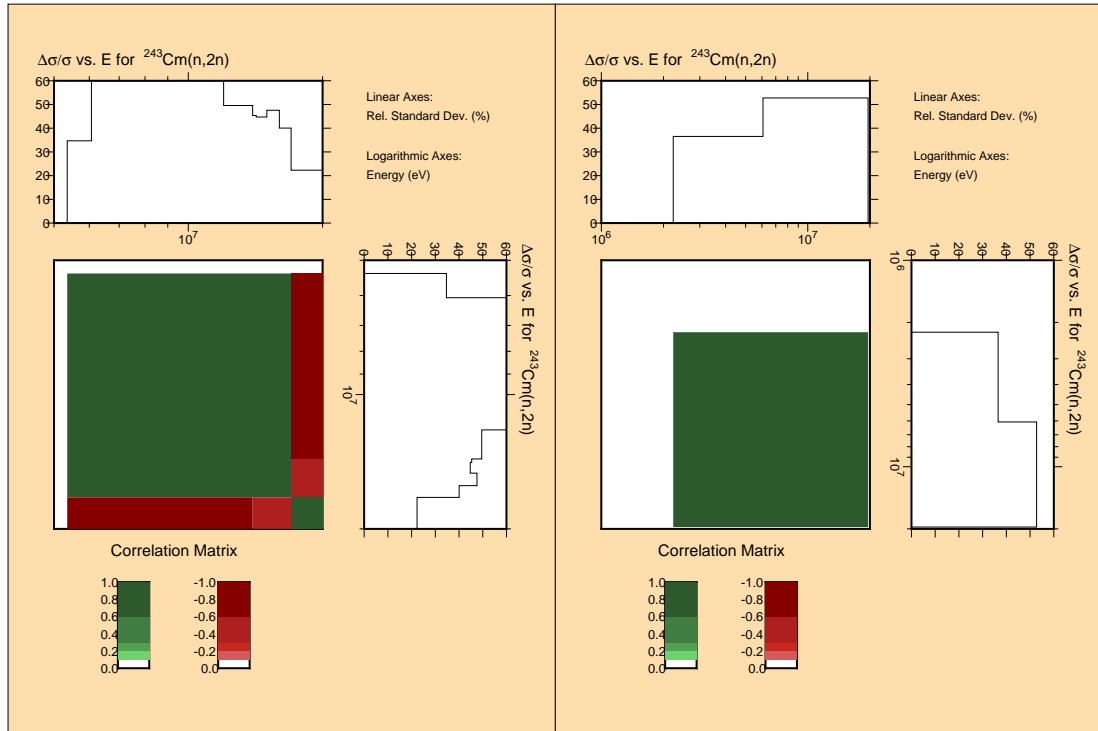 Δσ/σ vs. E for ²⁴³Cm(n,2n)
60
50
40
30
20
10
0
10⁷
Linear Axes:
Rel. Standard Dev. (%)
Logarithmic Axes:
Energy (eV)
0 10 20 30 40 50 60
10⁷
Δσ/σ vs. E for ²⁴³Cm(n,2n)
Correlation Matrix
1.0 -1.0
0.8 -0.8
0.6 -0.6
0.4 -0.4
0.2 -0.2
0.0 0.0
Δσ/σ vs. E for ²⁴³Cm(n,2n)
60
50
40
30
20
10
0
10⁶ 10⁷
Linear Axes:
Rel. Standard Dev. (%)
Logarithmic Axes:
Energy (eV)
0 10 20 30 40 50 60
10⁶
10⁷
Δσ/σ vs. E for ²⁴³Cm(n,2n)
Correlation Matrix
1.0 -1.0
0.8 -0.8
0.6 -0.6
0.4 -0.4
0.2 -0.2
0.0 0.0